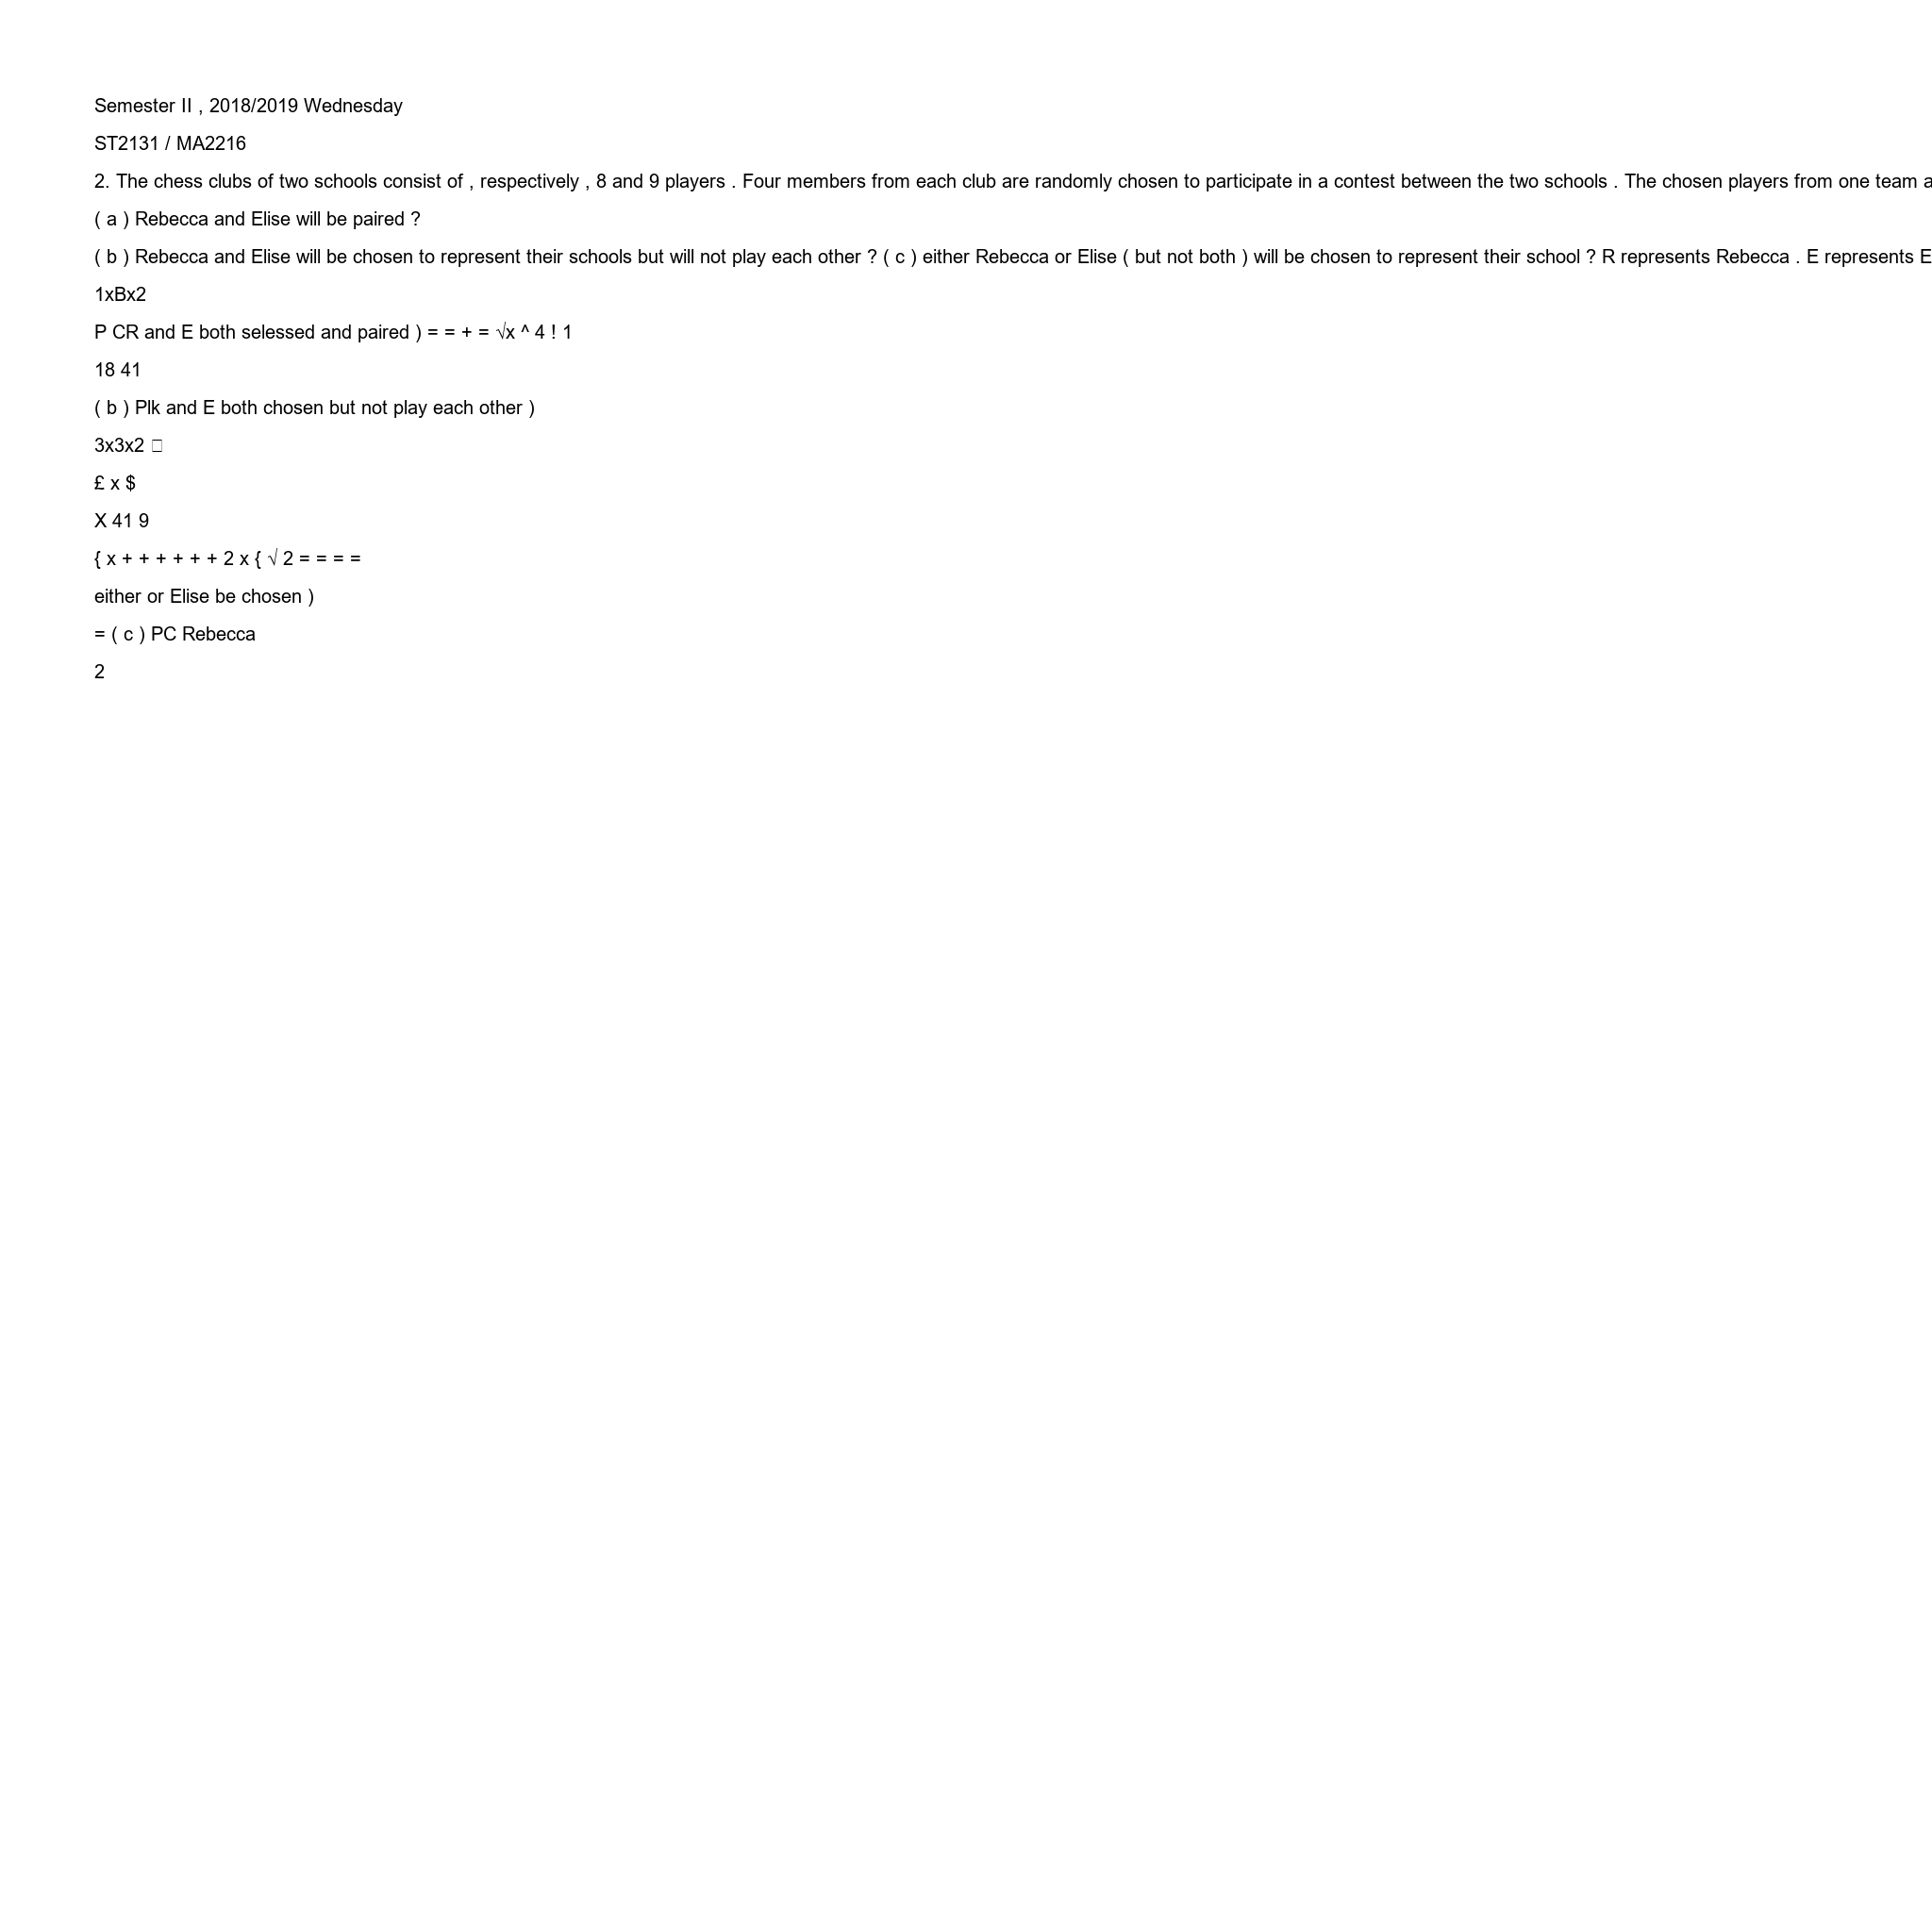 Semester II , 2018/2019 Wednesday
ST2131 / MA2216
2. The chess clubs of two schools consist of , respectively , 8 and 9 players . Four members from each club are randomly chosen to participate in a contest between the two schools . The chosen players from one team a
( a ) Rebecca and Elise will be paired ?
( b ) Rebecca and Elise will be chosen to represent their schools but will not play each other ? ( c ) either Rebecca or Elise ( but not both ) will be chosen to represent their school ? R represents Rebecca . E represents E
1xBx2
P CR and E both selessed and paired ) = = + = √x ^ 4 ! 1
18 41
( b ) Plk and E both chosen but not play each other )
3x3x2 □
£ x $
X 41 9
{ x + + + + + + 2 x { √ 2 = = = =
either or Elise be chosen )
= ( c ) PC Rebecca
2